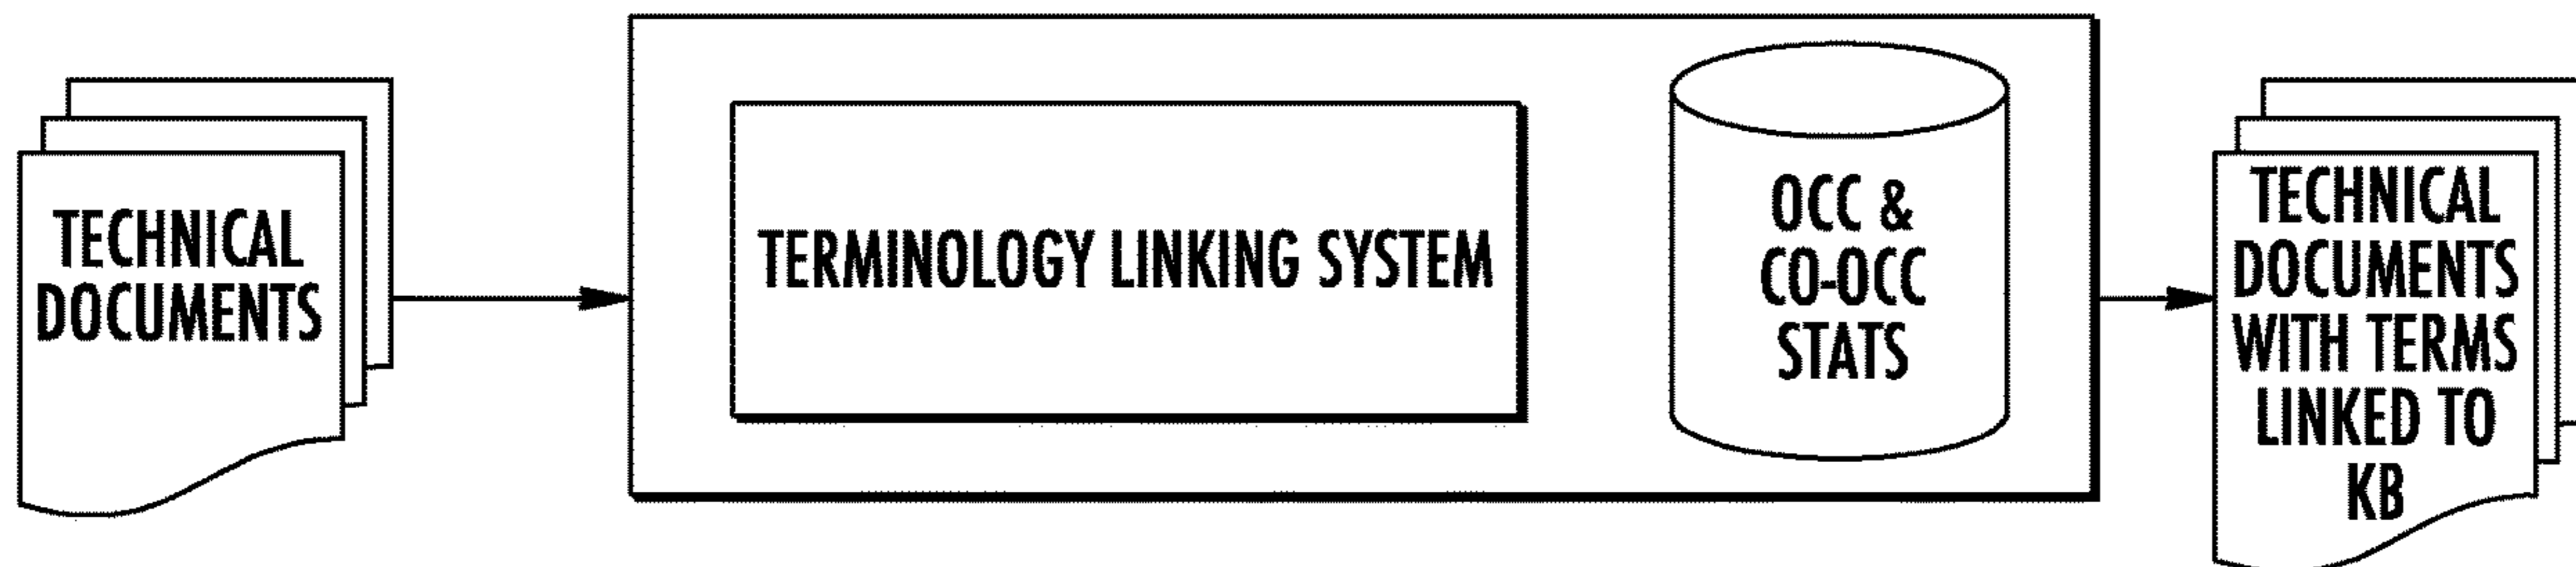 TECHNICAL
DOCUMENTS
TERMINOLOGY LINKING SYSTEM
OCC &
CO-OCC
STATS
TECHNICAL
DOCUMENTS
WITH TERMS
LINKED TO
KB